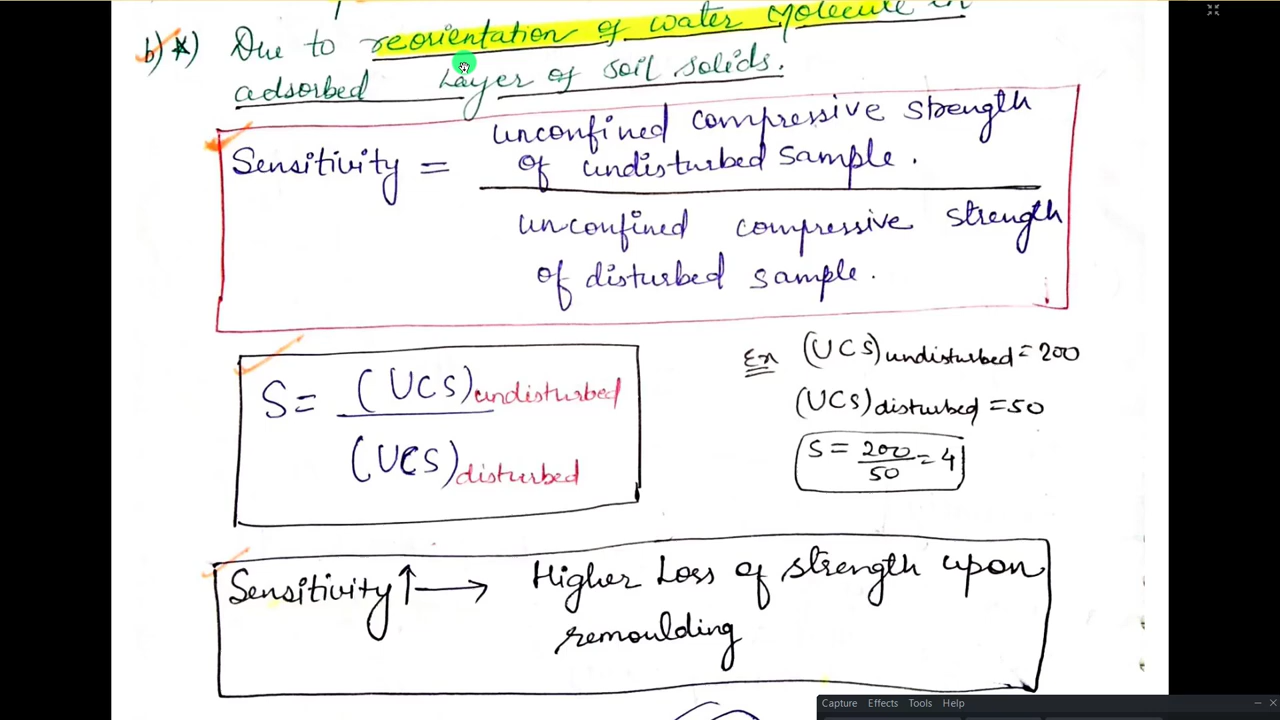 b)*) Due to reorientation of water molecule in
adsorbed Layer of soil solids.
Sensitivity = unconfined compressive strength
of undisturbed sample.
unconfined compressive strength
of disturbed sample.
S = (UCS)undisturbed
(UCS)disturbed
Ex (UCS)undisturbed = 200
(UCS)disturbed = 50
S = 200/50 = 4
Sensitivity ↑ → Higher Loss of strength upon
remoulding
Capture Effects Tools Help